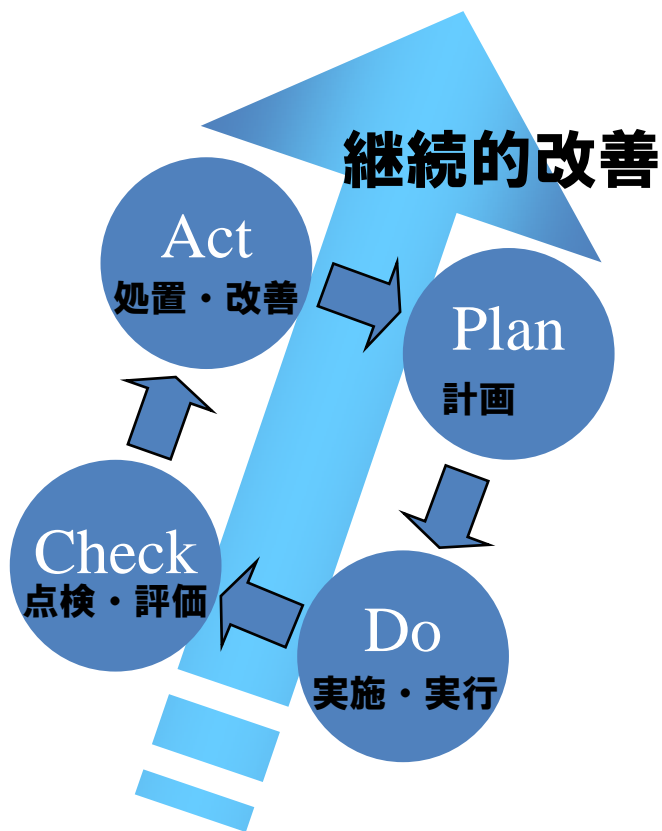 継続的改善
Act
処置・改善
Plan
計画
Do
実施・実行
Check
点検・評価